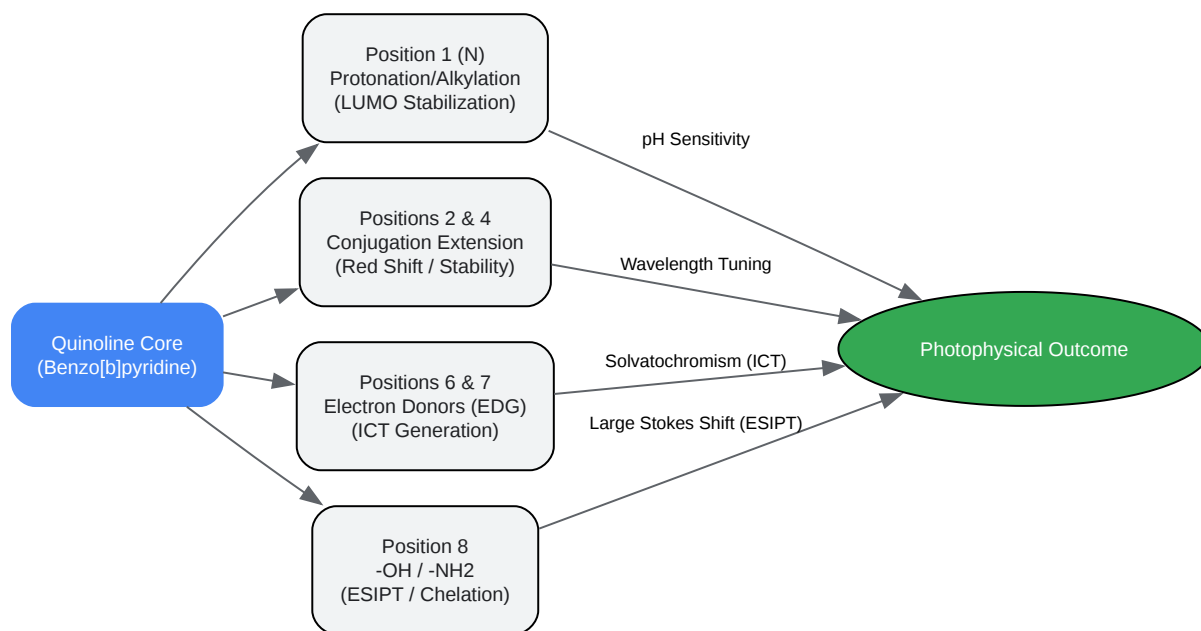 Quinoline Core
(Benzo[b]pyridine)
Position 1 (N)
Protonation/Alkylation
(LUMO Stabilization)
Positions 2 & 4
Conjugation Extension
(Red Shift / Stability)
Positions 6 & 7
Electron Donors (EDG)
(ICT Generation)
Position 8
-OH / -NH2
(ESIPT / Chelation)
pH Sensitivity
Wavelength Tuning
Solvatochromism (ICT)
Large Stokes Shift (ESIPT)
Photophysical Outcome